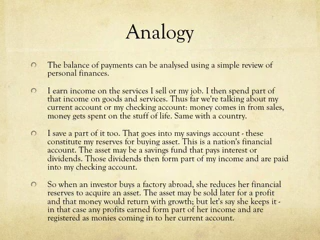 Analogy
The balance of payments can be analysed using a simple review of
personal finances.
I earn income on the services I sell or my job. I then spend part of
that income on goods and services. Thus far we're talking about my
current account or my checking account: money comes in from sales,
money gets spent on the stuff of life. Same with a country.
I save a part of it too. That goes into my savings account - these
constitute my reserves for buying asset. This is a nation's financial
account. The asset may be a savings fund that pays interest or
dividends. Those dividends then form part of my income and are paid
into my checking account.
So when an investor buys a factory abroad, she reduces her financial
reserves to acquire an asset. The asset may be sold later for a profit
and that money would return with growth; but let's say she keeps it -
in that case any profits earned form part of her income and are
registered as monies coming in to her current account.